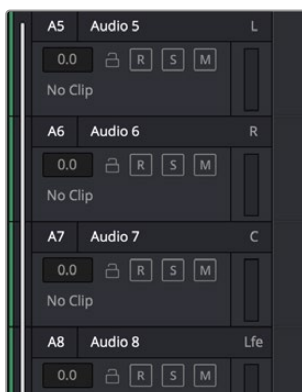 A5 Audio 5 L
0.0 R S M
No Clip
A6 Audio 6 R
0.0 R S M
No Clip
A7 Audio 7 C
0.0 R S M
No Clip
A8 Audio 8 Lfe
0.0 R S M